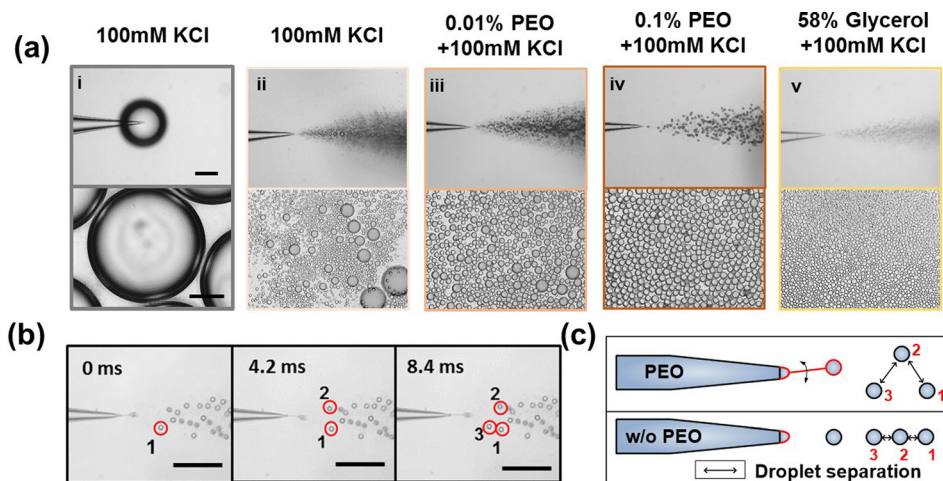 (a)
100mM KCl
100mM KCl
0.01% PEO
+100mM KCl
0.1% PEO
+100mM KCl
58% Glycerol
+100mM KCl
i
ii
iii
iv
v
(b)
0 ms
1
4.2 ms
2
1
8.4 ms
2
3
1
(c)
PEO
2
3
1
w/o PEO
3
2
1
Droplet separation